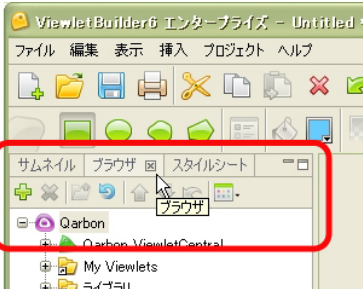 ViewletBuilder6 エンタープライズ - Untitled
ファイル 編集 表示 挿入 プロジェクト ヘルプ
サムネイル ブラウザ スタイルシート
ブラウザ
Qarbon
Qarbon ViewletCentral
My Viewlets
ライブラリ